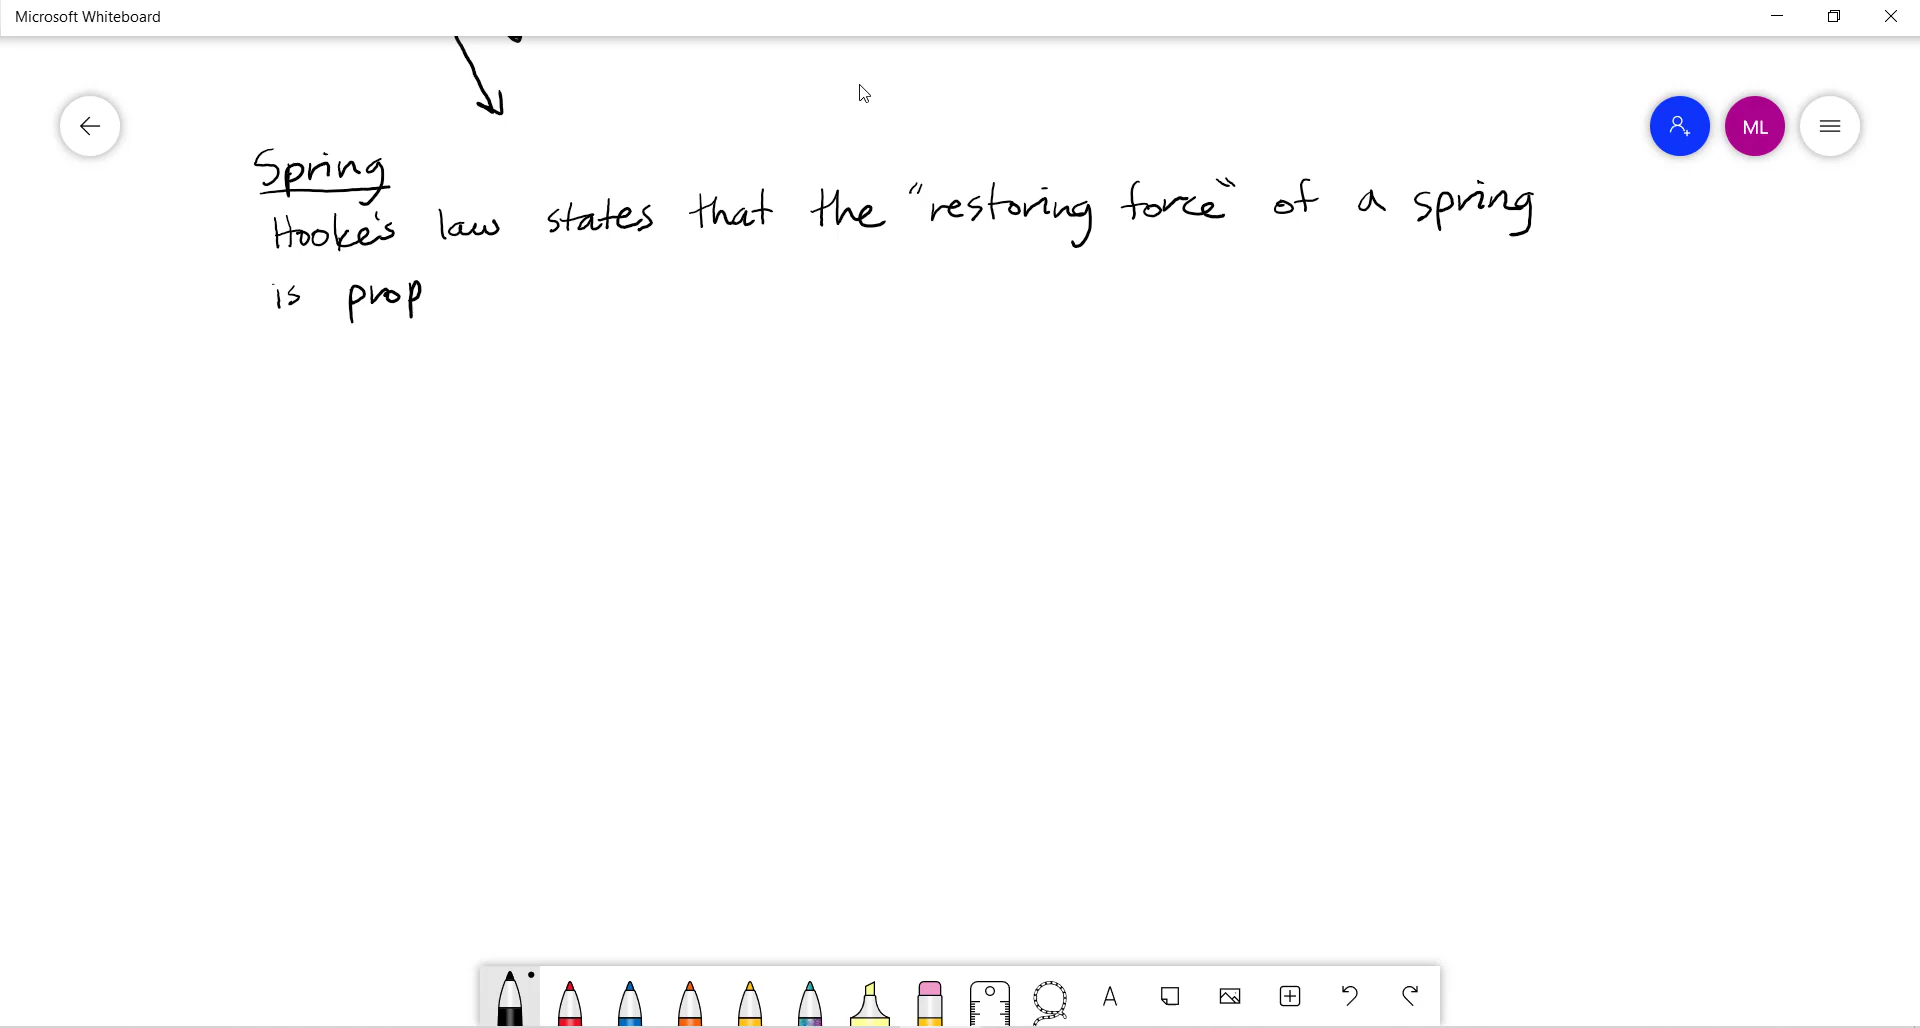 Microsoft Whiteboard
ML
Spring
Hooke's law states that the "restoring force" of a spring
is prop
A